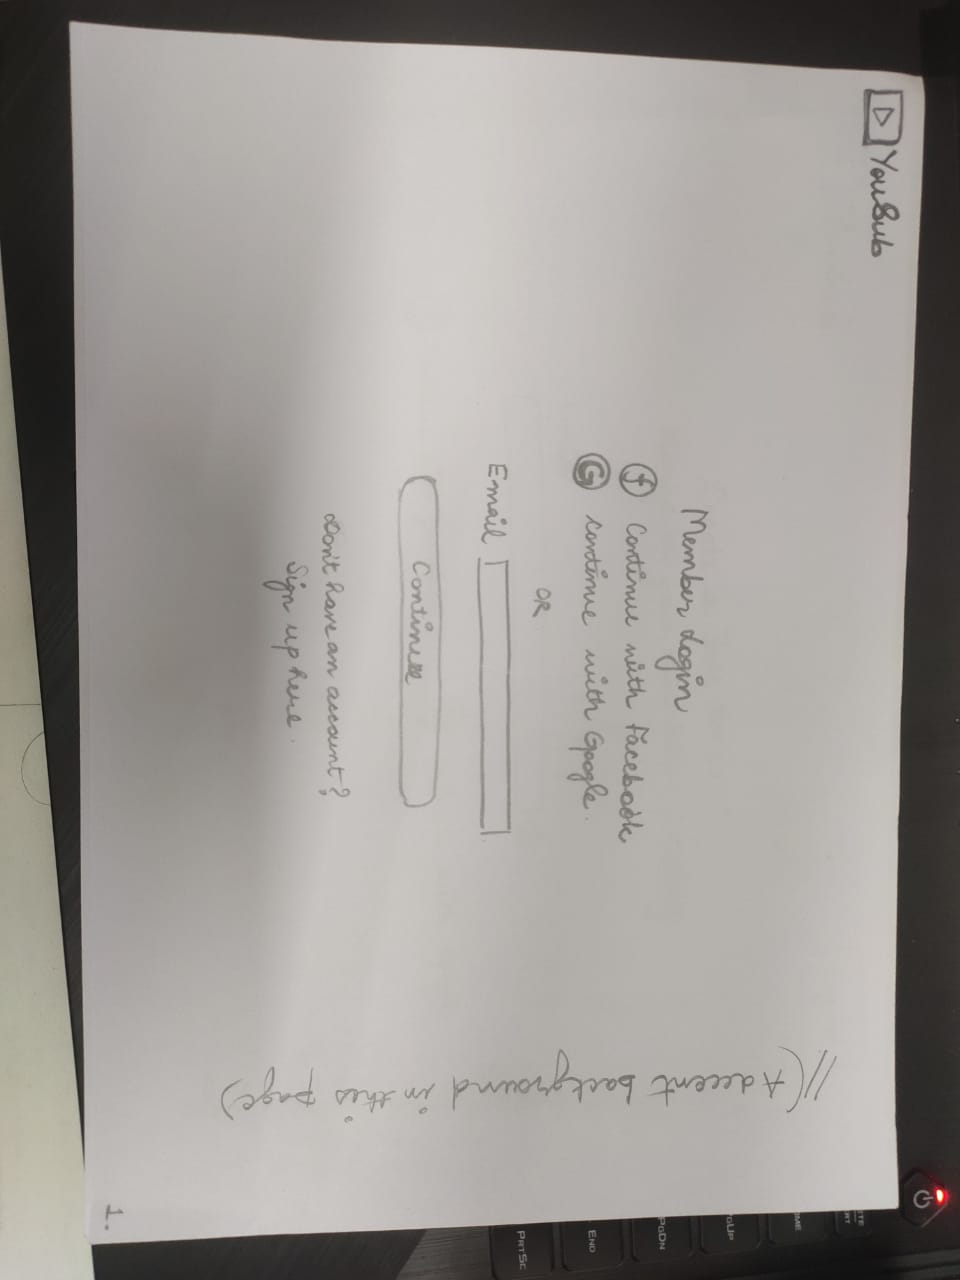 YouSub
Member Login
f continue with Facebook
G continue with Google.
OR
Email
Continue
Don't have an account?
Sign up here.
//(A decent background in this page)
1.
PRTSC
END
PGDN
PGUP